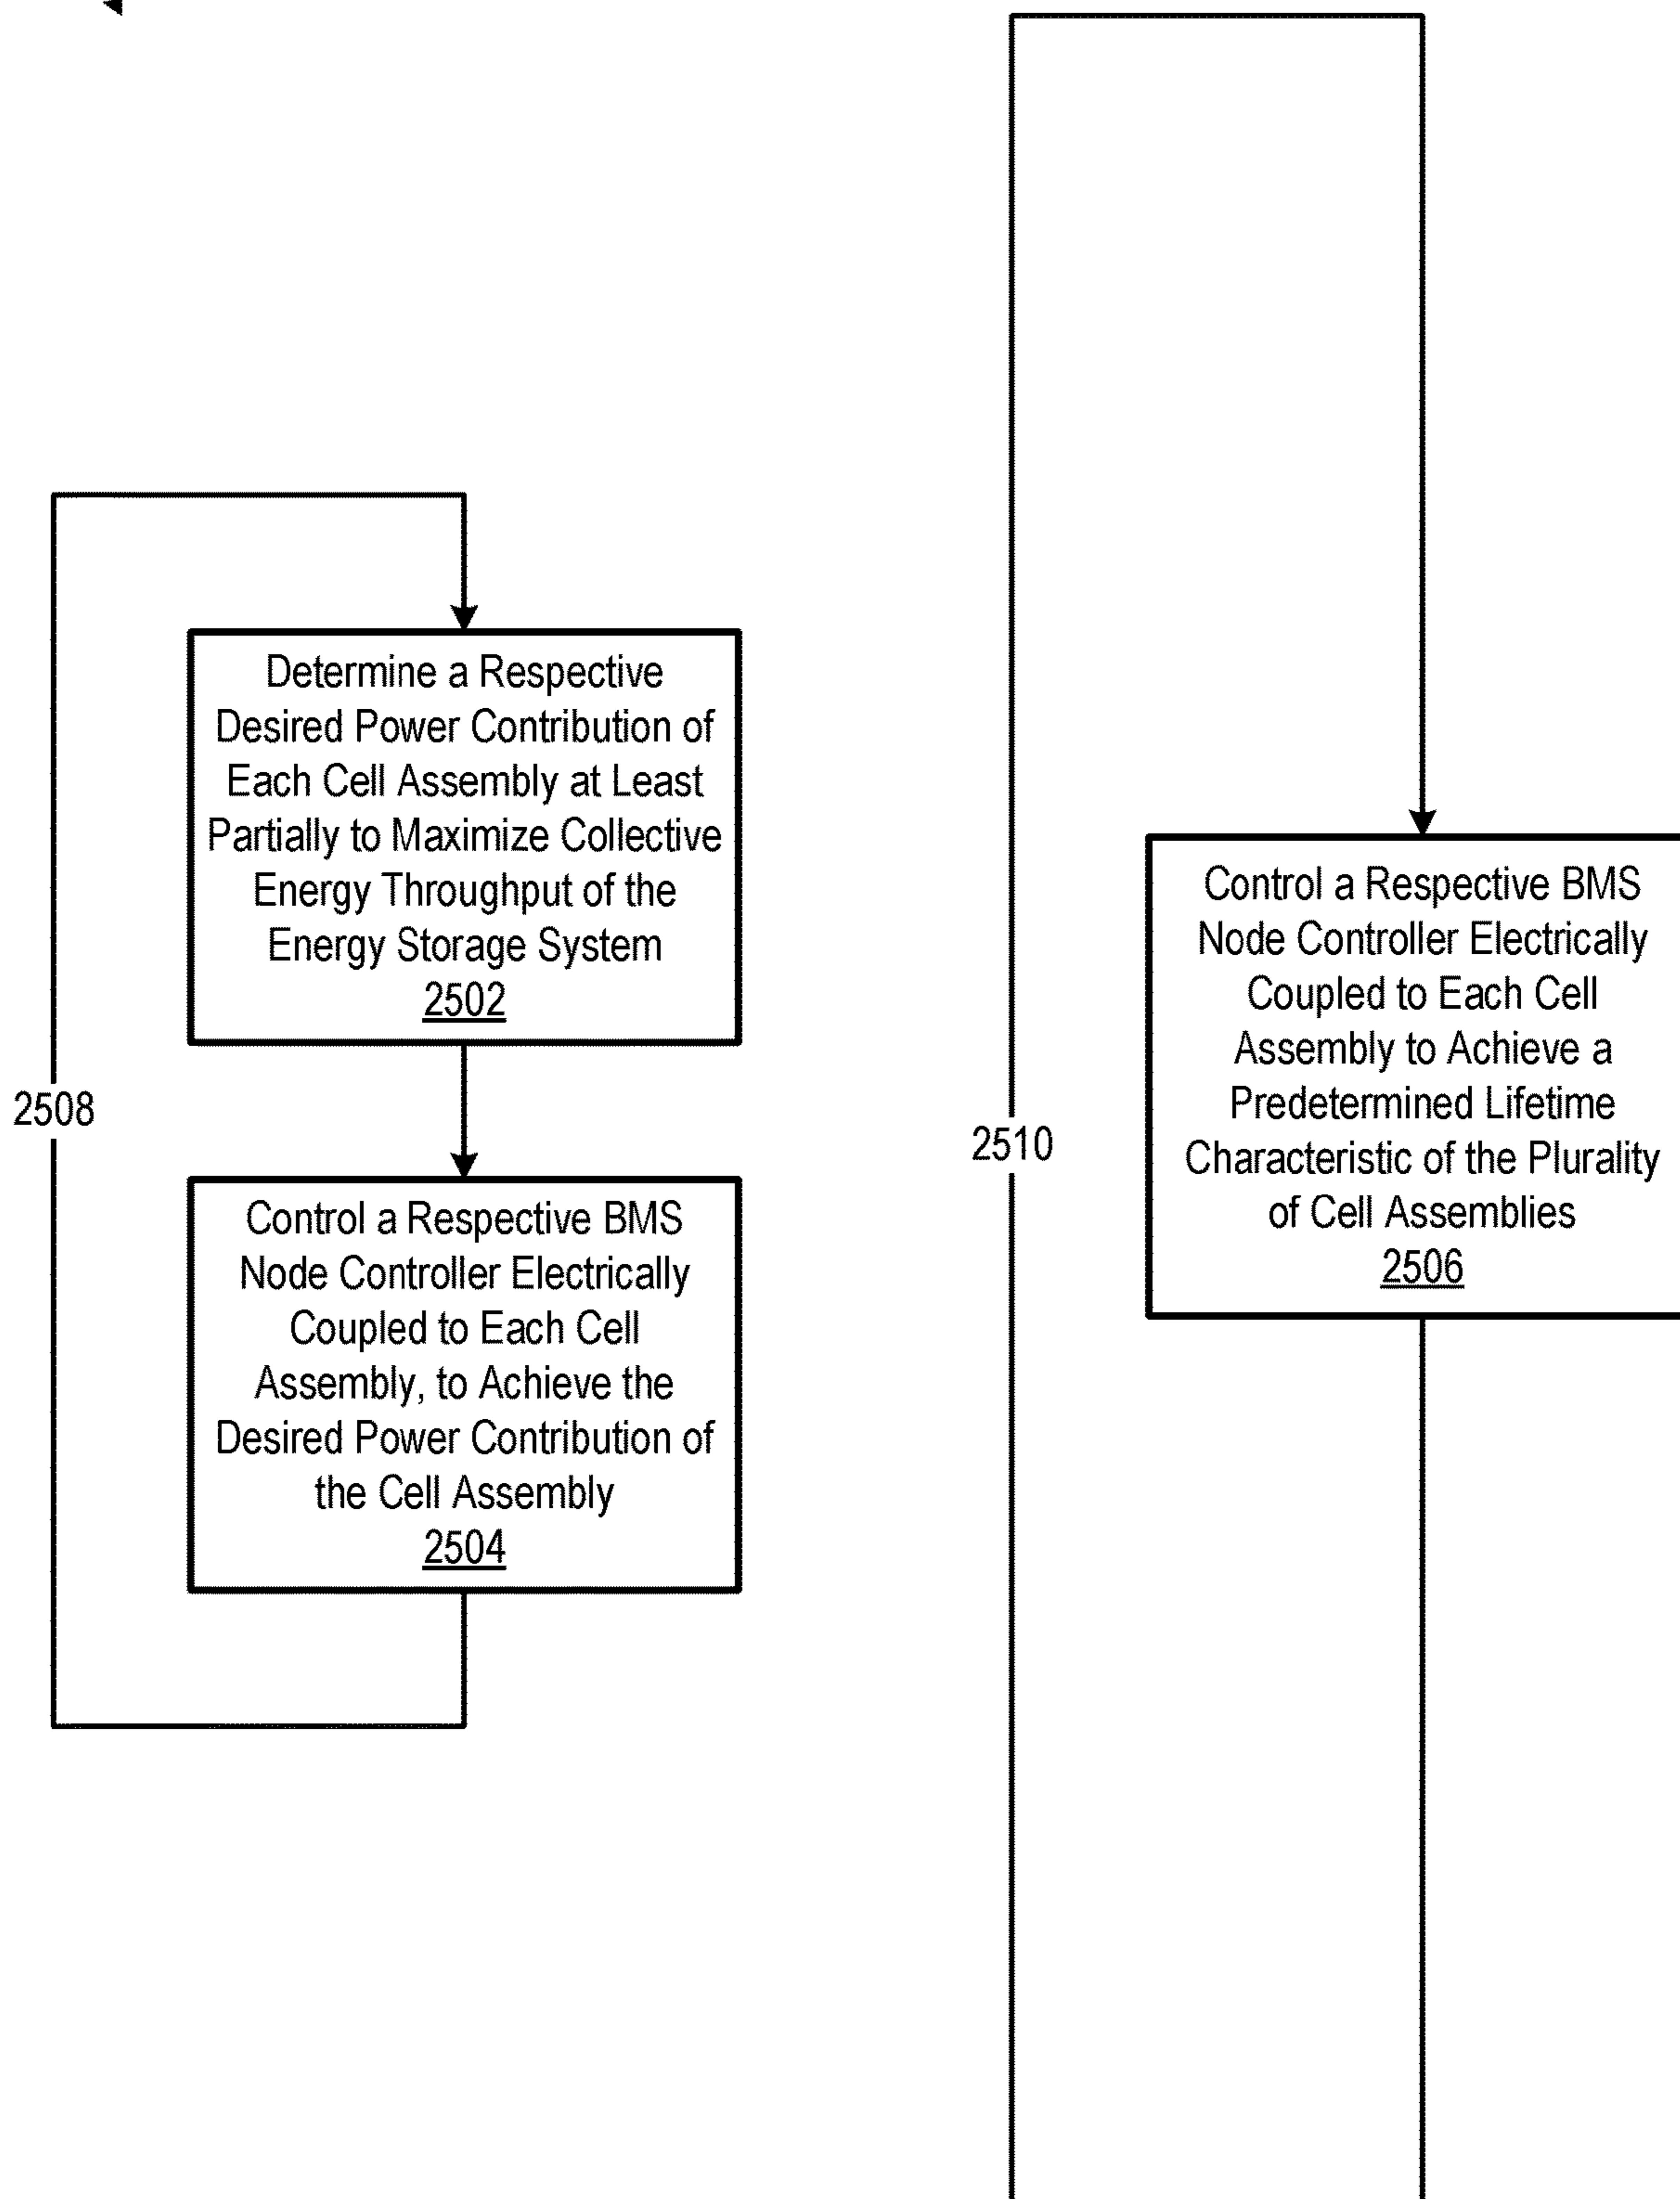 Determine a Respective
Desired Power Contribution of
Each Cell Assembly at Least
Partially to Maximize Collective
Energy Throughput of the
Energy Storage System
2502
2508
Control a Respective BMS
Node Controller Electrically
Coupled to Each Cell
Assembly, to Achieve the
Desired Power Contribution of
the Cell Assembly
2504
2510
Control a Respective BMS
Node Controller Electrically
Coupled to Each Cell
Assembly to Achieve a
Predetermined Lifetime
Characteristic of the Plurality
of Cell Assemblies
2506